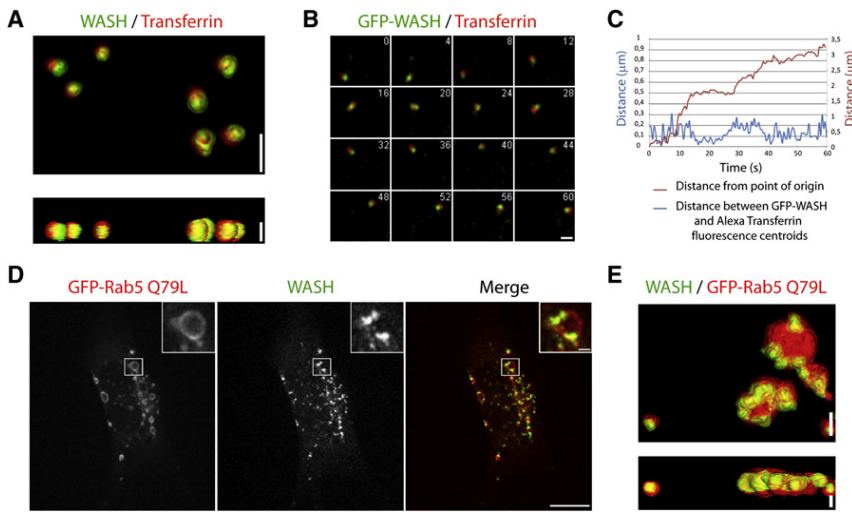 A
WASH / Transferrin
B
GFP-WASH / Transferrin
0 4 8 12
16 20 24 28
32 36 40 44
48 52 56 60
C
Distance (μm)
1
0,9
0,8
0,7
0,6
0,5
0,4
0,3
0,2
0,1
0
3,5
3
2,5
2
1,5
1
0,5
0
Distance (μm)
0 10 20 30 40 50 60
Time (s)
Distance from point of origin
Distance between GFP-WASH
and Alexa Transferrin
fluorescence centroids
D
GFP-Rab5 Q79L
WASH
Merge
E
WASH / GFP-Rab5 Q79L